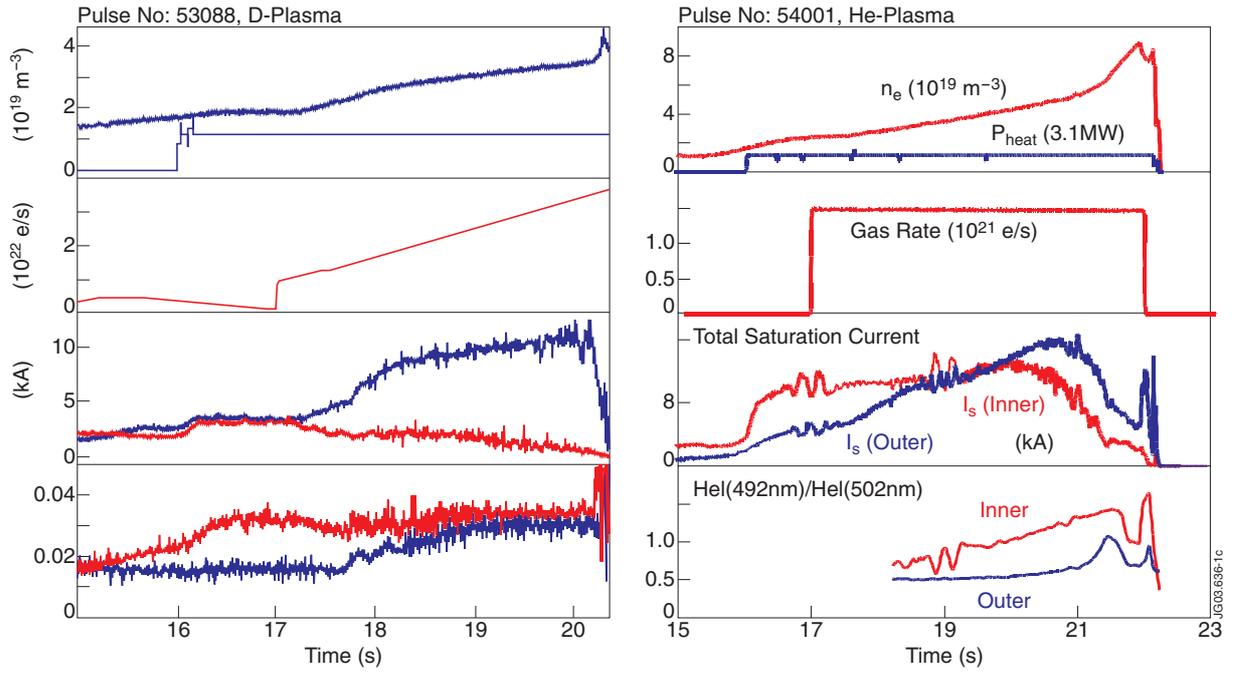 Pulse No: 53088, D-Plasma
4
2
0
(10¹⁹ m⁻³)
2
0
(10²² e/s)
10
5
0
(kA)
0.04
0.02
0
16
17
18
19
20
Time (s)
Pulse No: 54001, He-Plasma
8
4
0
nₑ (10¹⁹ m⁻³)
P_heat (3.1MW)
1.0
0.5
0
Gas Rate (10²¹ e/s)
Total Saturation Current
8
0
Iₛ (Inner)
Iₛ (Outer)
(kA)
HeI(492nm)/HeI(502nm)
Inner
1.0
0.5
0
Outer
15
17
19
21
23
Time (s)
JG03.636-1c